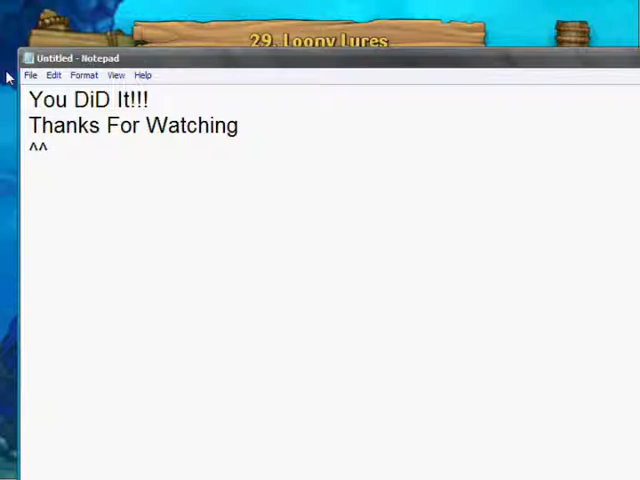 29. Loony Lures
Untitled - Notepad
File Edit Format View Help
You DiD It!!!
Thanks For Watching
^^